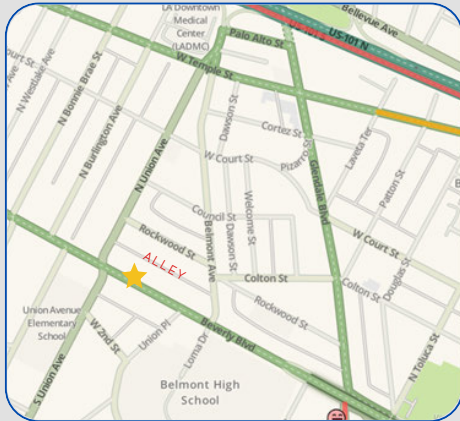 LA Downtown
Medical
Center
(LADMC)
Bellevue Ave
US-101 N
Palo Alto St
W Temple St
ourt St
N Westlake Ave
Ave
N Bonnie Brae St
N Burlington Ave
N Union Ave
Dawson St
Cortez St
W Court St
Pizarro St
Glendale Blvd
Laveta Ter
Patton St
Welcome St
Council St
Dawson St
Belmont Ave
Rockwood St
ALLEY
W Court St
Colton St
Colton St
Douglas St
Rockwood St
Union Avenue
Elementary
School
W 2nd St
Union Pl
Loma Dr
Beverly Blvd
N Toluca St
S Union Ave
Belmont High
School